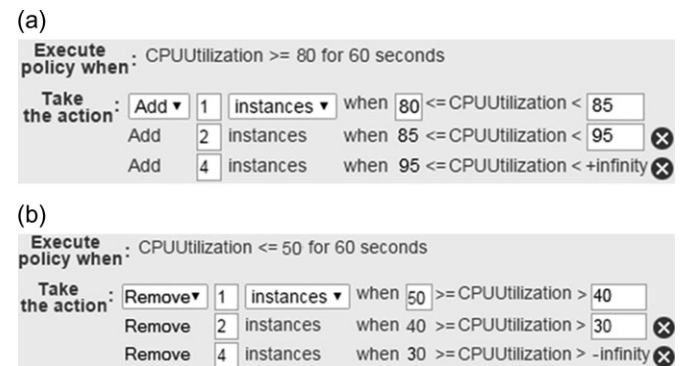 (a)
Execute policy when: CPUUtilization >= 80 for 60 seconds
Take the action: Add ▾ 1 instances ▾ when 80 <=CPUUtilization < 85
Add 2 instances when 85 <=CPUUtilization < 95
Add 4 instances when 95 <=CPUUtilization < +infinity
(b)
Execute policy when: CPUUtilization <= 50 for 60 seconds
Take the action: Remove▾ 1 instances ▾ when 50 >=CPUUtilization > 40
Remove 2 instances when 40 >=CPUUtilization > 30
Remove 4 instances when 30 >=CPUUtilization > -infinity